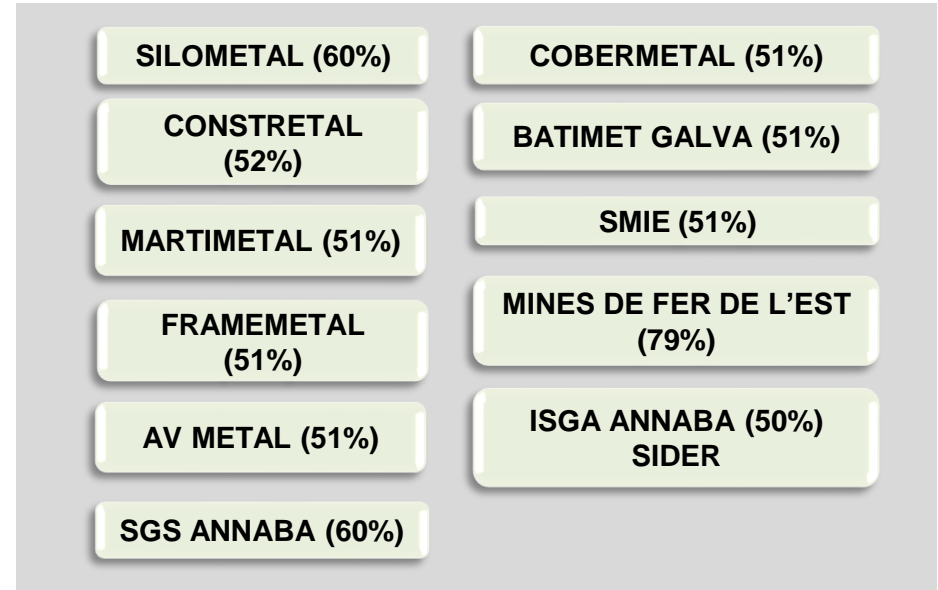 SILOMETAL (60%)
CONSTRETAL
(52%)
MARTIMETAL (51%)
FRAMEMETAL
(51%)
AV METAL (51%)
SGS ANNABA (60%)
COBERMETAL (51%)
BATIMET GALVA (51%)
SMIE (51%)
MINES DE FER DE L’EST
(79%)
ISGA ANNABA (50%)
SIDER